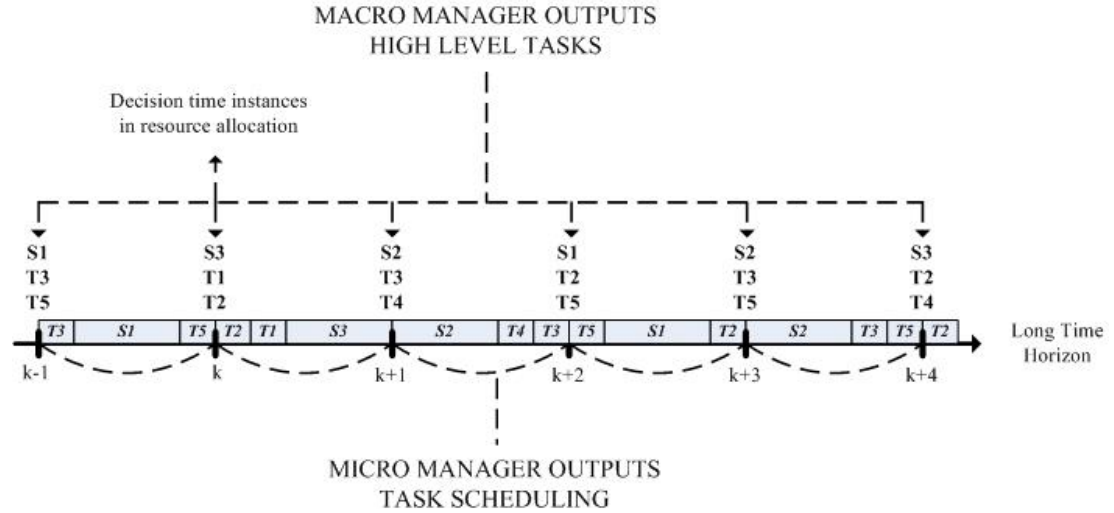 MACRO MANAGER OUTPUTS
HIGH LEVEL TASKS
Decision time instances
in resource allocation
S1 S3 S2 S1 S2 S3
T3 T1 T3 T2 T3 T2
T5 T2 T4 T5 T5 T4
T3 S1 T5 T2 T1 S3 S2 T4 T3 T5 S1 T2 S2 T3 T5 T2
Long Time
Horizon
k-1 k k+1 k+2 k+3 k+4
MICRO MANAGER OUTPUTS
TASK SCHEDULING